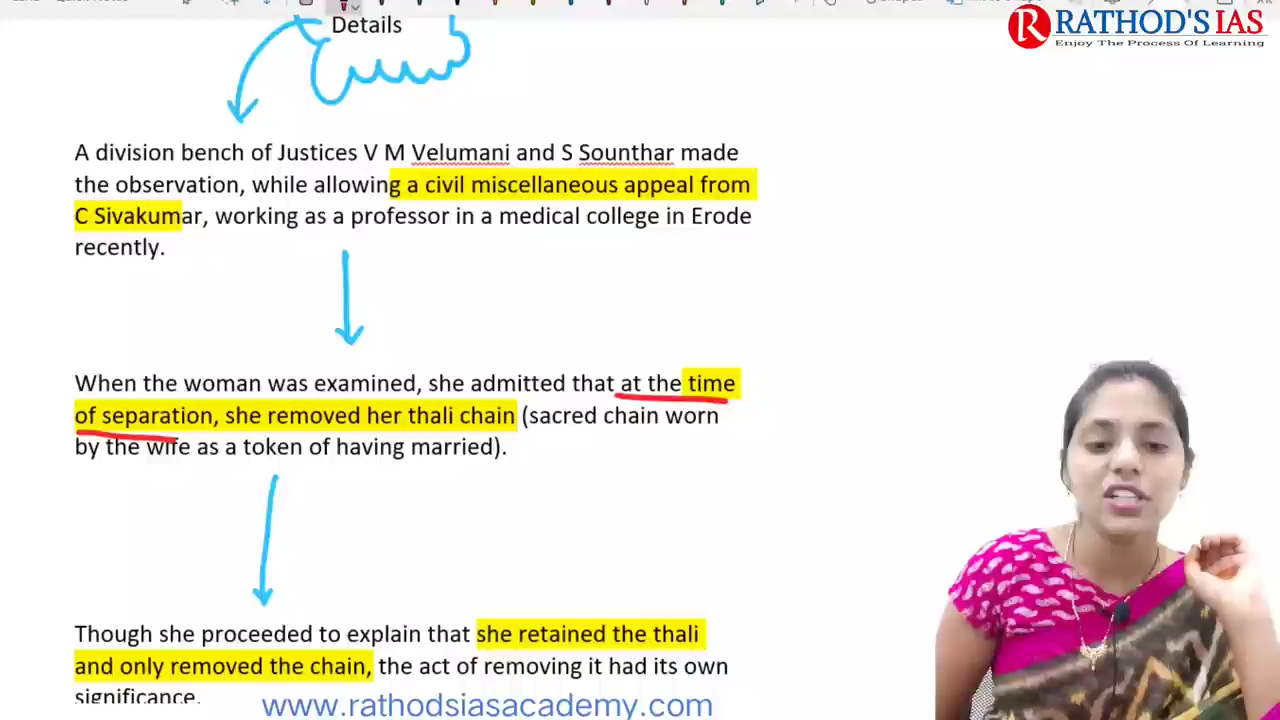 RATHOD'S IAS
Enjoy The Process Of Learning
Details
A division bench of Justices V M Velumani and S Sounthar made
the observation, while allowing a civil miscellaneous appeal from
C Sivakumar, working as a professor in a medical college in Erode
recently.
When the woman was examined, she admitted that at the time
of separation, she removed her thali chain (sacred chain worn
by the wife as a token of having married).
Though she proceeded to explain that she retained the thali
and only removed the chain, the act of removing it had its own
significance.
www.rathodsiasacademy.com